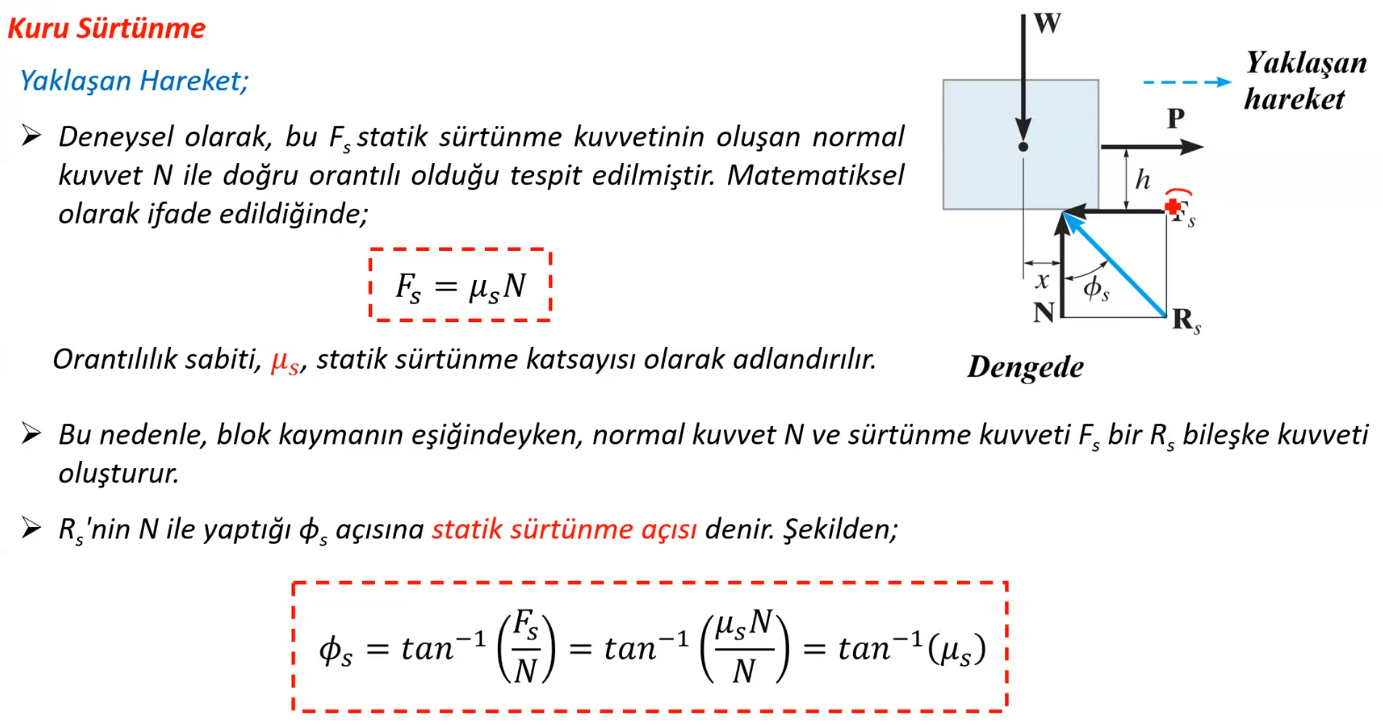 Kuru Sürtünme
Yaklaşan Hareket;
➢ Deneysel olarak, bu Fₛ statik sürtünme kuvvetinin oluşan normal
kuvvet N ile doğru orantılı olduğu tespit edilmiştir. Matematiksel
olarak ifade edildiğinde;
Fₛ = μₛN
Orantılılık sabiti, μₛ, statik sürtünme katsayısı olarak adlandırılır.
W
Yaklaşan
hareket
P
h
Fₛ
x
ϕₛ
N
Rₛ
Dengede
➢ Bu nedenle, blok kaymanın eşiğindeyken, normal kuvvet N ve sürtünme kuvveti Fₛ bir Rₛ bileşke kuvveti
oluşturur.
➢ Rₛ'nin N ile yaptığı ϕₛ açısına statik sürtünme açısı denir. Şekilden;
ϕₛ = tan⁻¹(Fₛ/N) = tan⁻¹(μₛN/N) = tan⁻¹(μₛ)